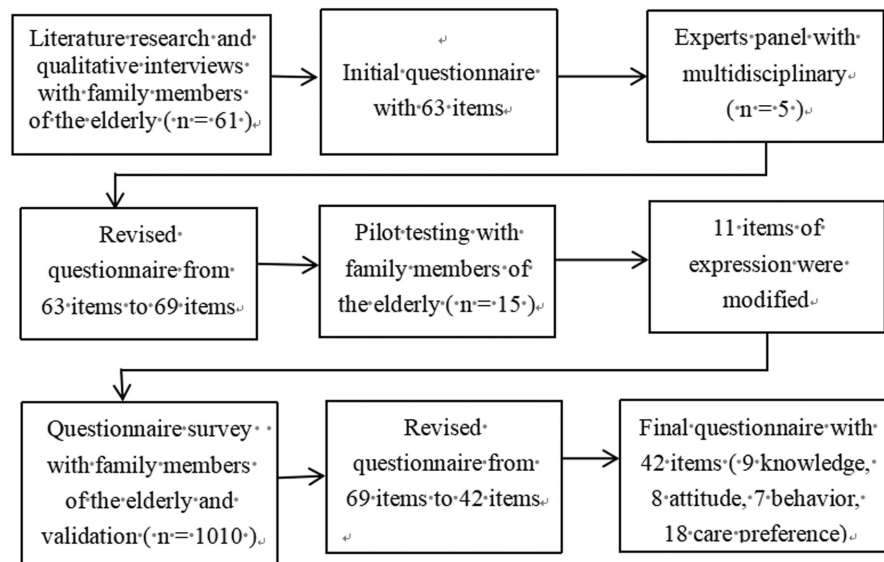 Literature research and
qualitative interviews
with family members
of the elderly ( n = 61 )
Initial questionnaire
with 63 items
Experts panel with
multidisciplinary
( n = 5 )
Revised
questionnaire from
63 items to 69 items
Pilot testing with
family members of
the elderly ( n = 15 )
11 items of
expression were
modified
Questionnaire survey
with family members
of the elderly and
validation ( n = 1010 )
Revised
questionnaire from
69 items to 42 items
Final questionnaire with
42 items ( 9 knowledge,
8 attitude, 7 behavior,
18 care preference)